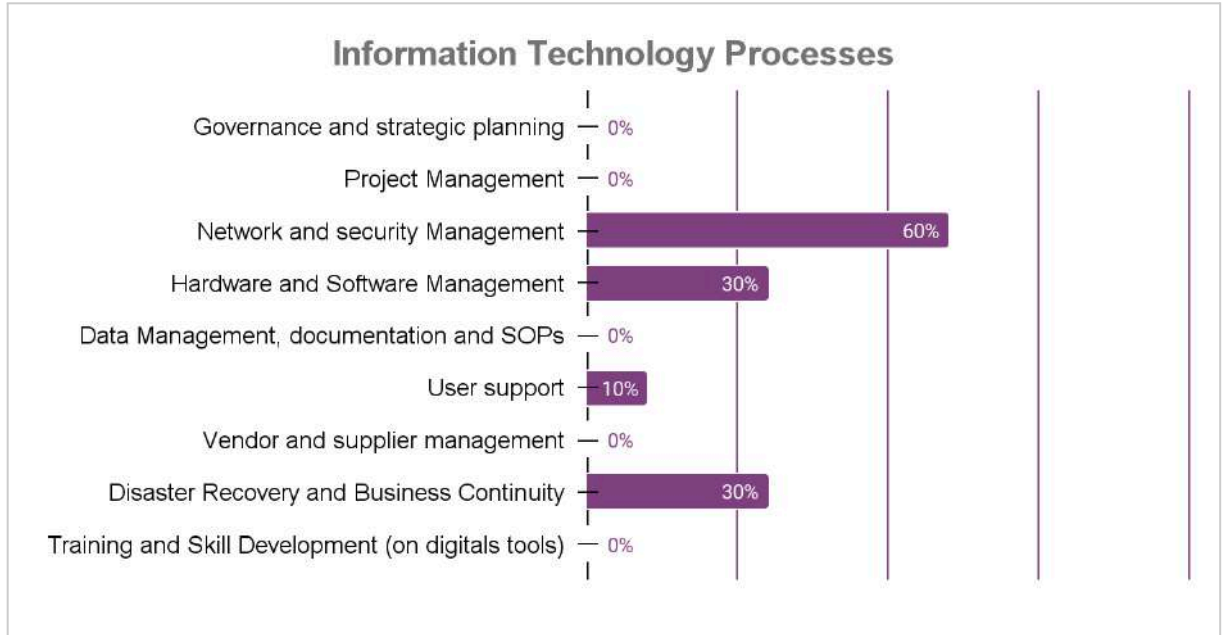 Information Technology Processes
Governance and strategic planning 0%
Project Management 0%
Network and security Management 60%
Hardware and Software Management 30%
Data Management, documentation and SOPs 0%
User support 10%
Vendor and supplier management 0%
Disaster Recovery and Business Continuity 30%
Training and Skill Development (on digitals tools) 0%